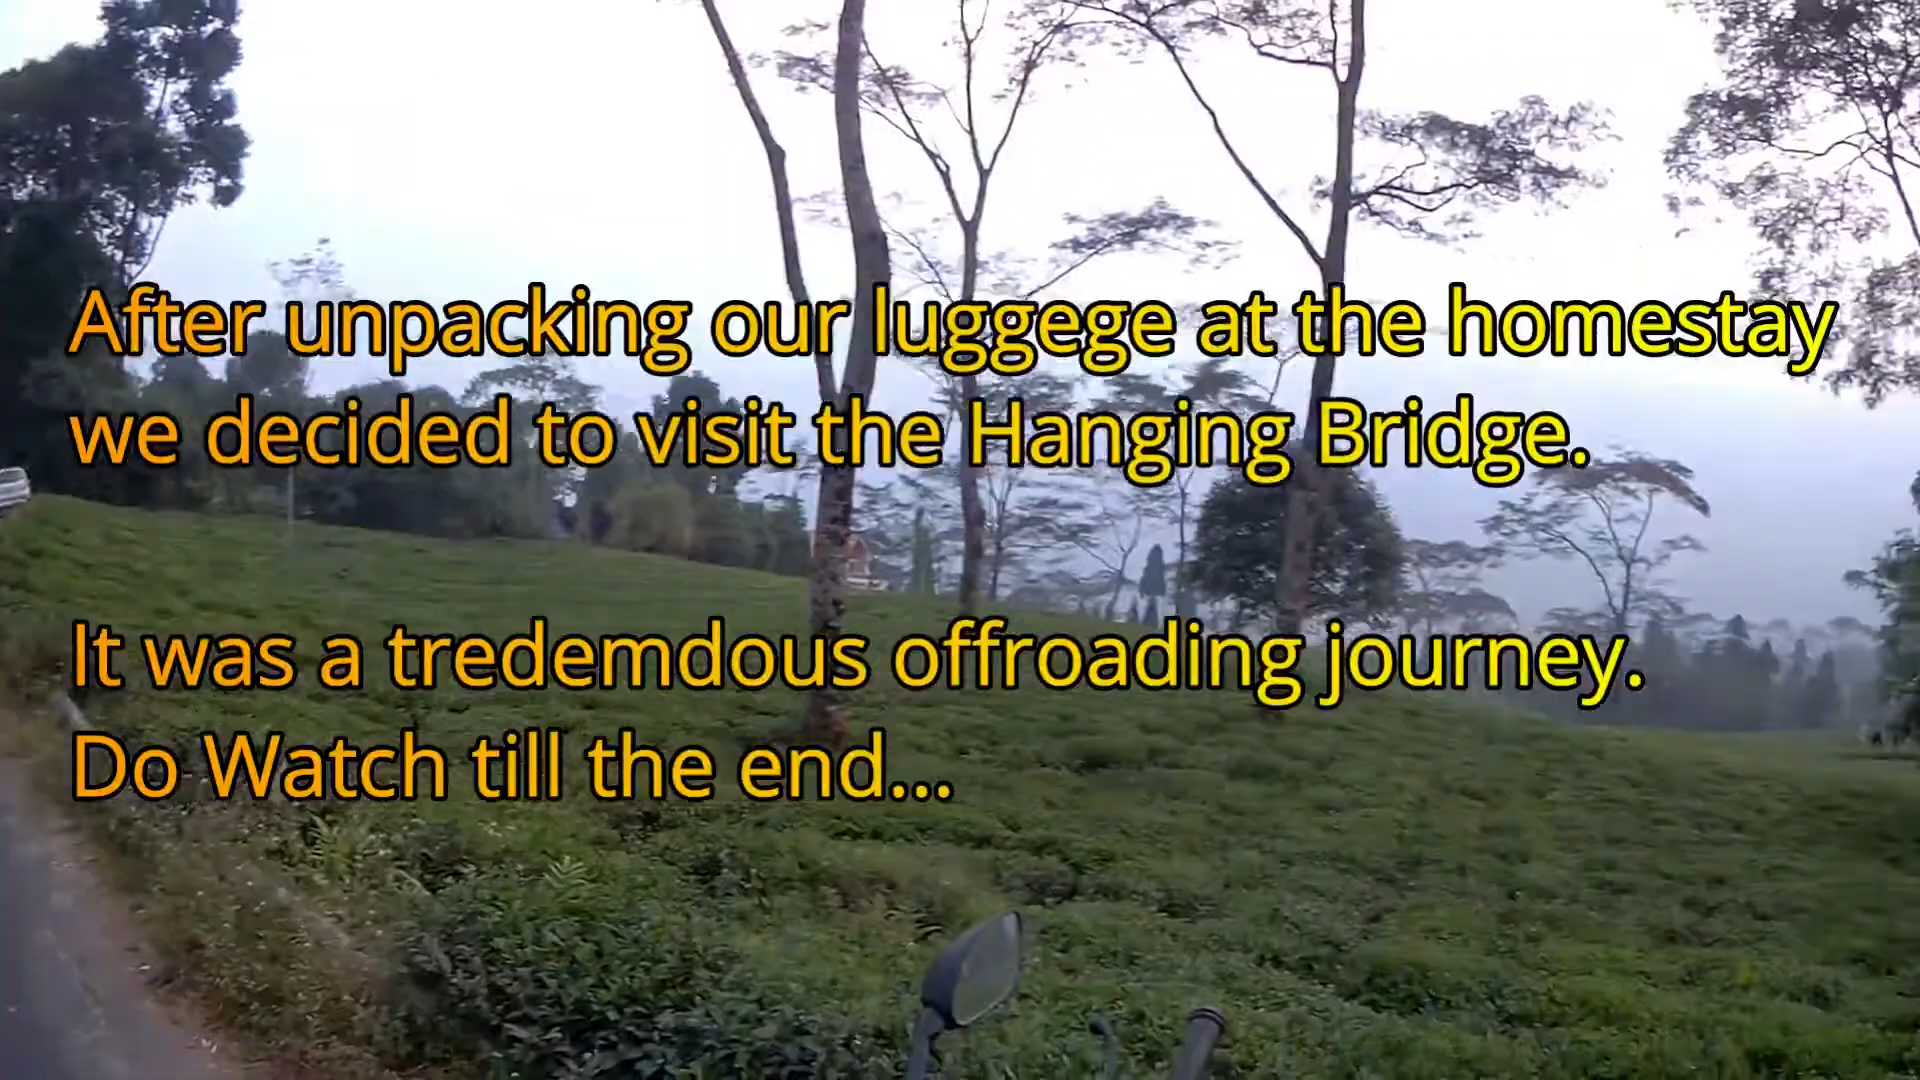 After unpacking our luggege at the homestay
we decided to visit the Hanging Bridge.
It was a tredemdous offroading journey.
Do Watch till the end...